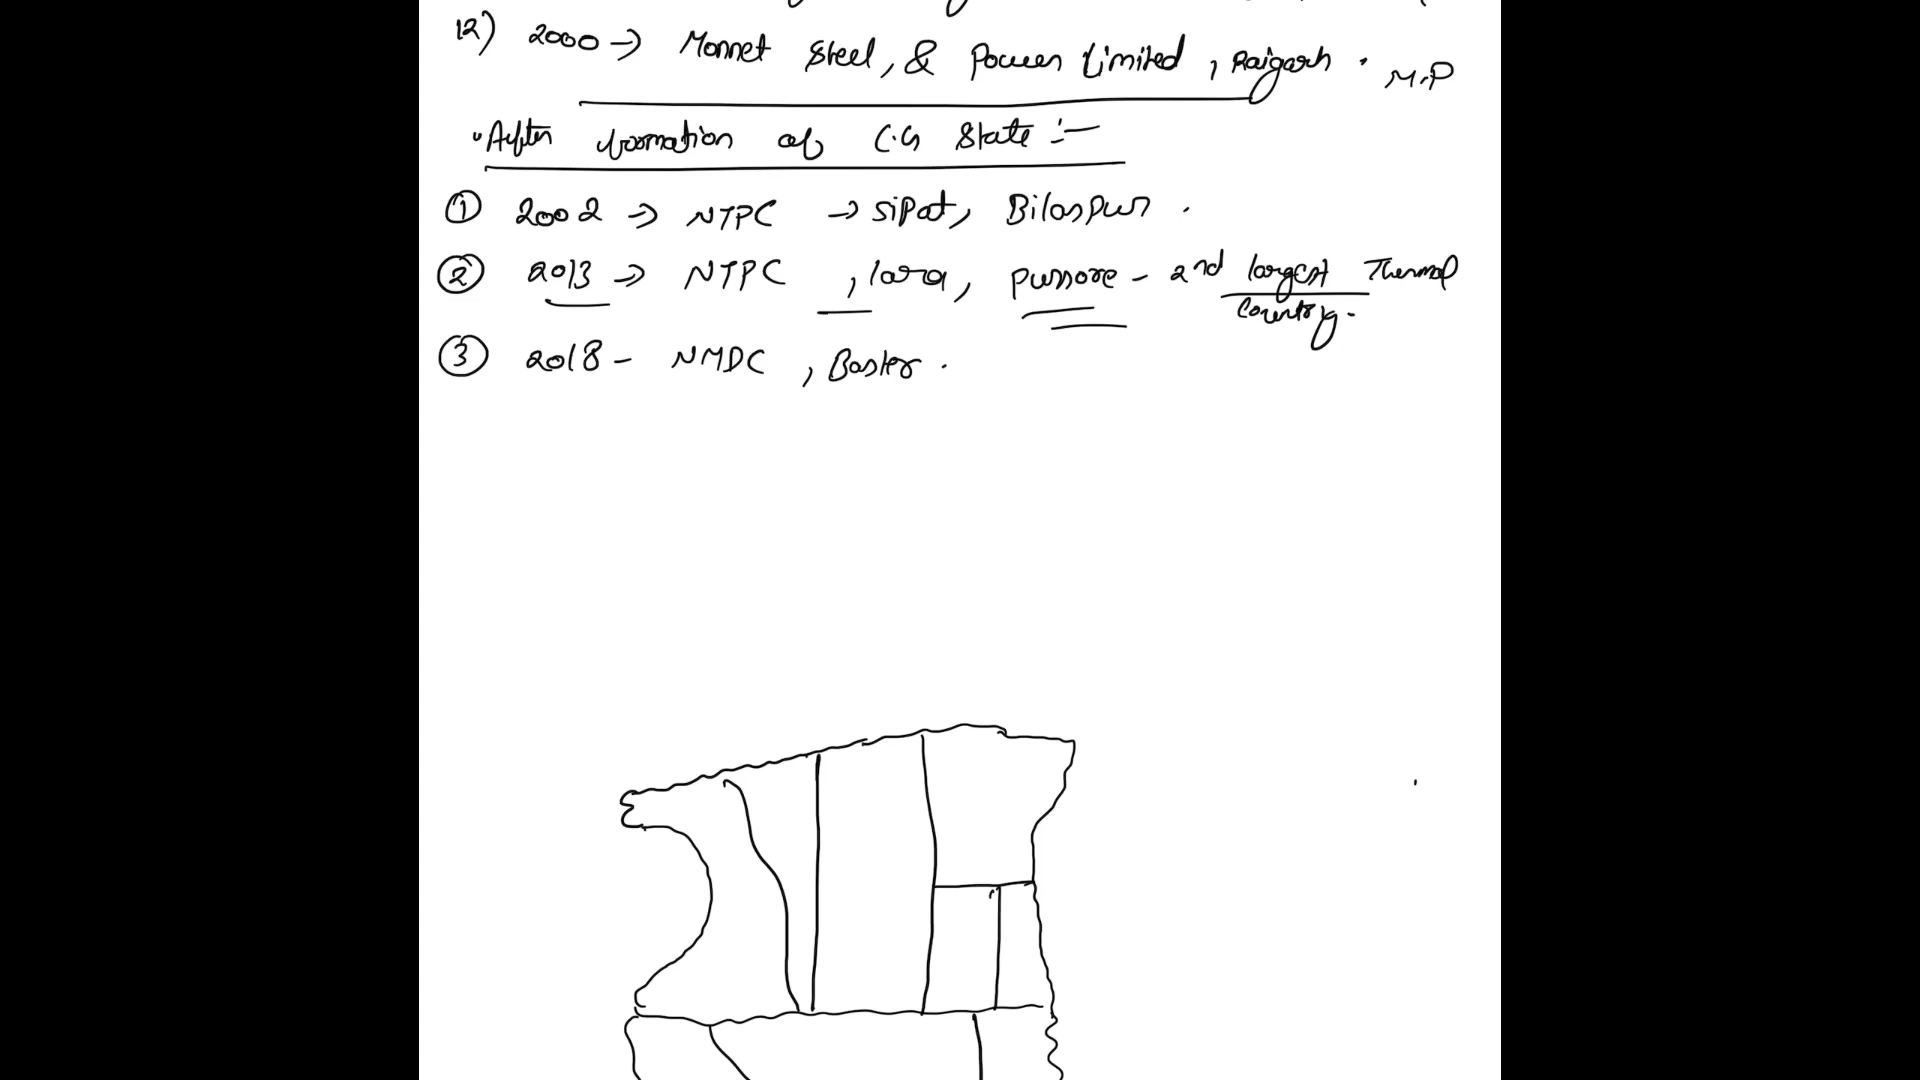 12) 2000 → Monnet Steel, & Power Limited, Raigarh. M.P
"After formation of C.G State :-
① 2002 → NTPC → Sipat, Bilaspur.
② 2013 → NTPC, lara, pussore - 2nd largest Thermal
Country.
③ 2018 - NMDC, Baster.